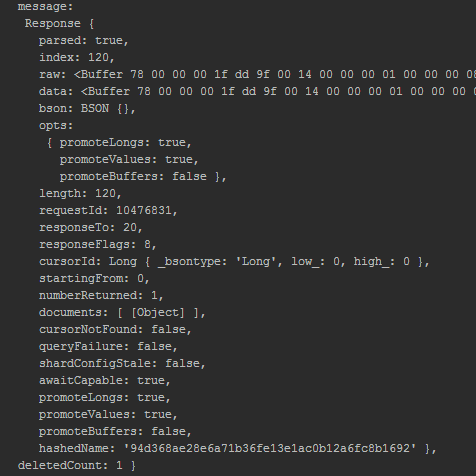 message:
Response {
parsed: true,
index: 120,
raw: <Buffer 78 00 00 00 1f dd 9f 00 14 00 00 00 01 00 00 00
data: <Buffer 78 00 00 00 1f dd 9f 00 14 00 00 00 01 00 00 00
bson: BSON {},
opts:
{ promoteLongs: true,
promoteValues: true,
promoteBuffers: false },
length: 120,
requestId: 10476831,
responseTo: 20,
responseFlags: 8,
cursorId: Long { _bsontype: 'Long', low_: 0, high_: 0 },
startingFrom: 0,
numberReturned: 1,
documents: [ [Object] ],
cursorNotFound: false,
queryFailure: false,
shardConfigStale: false,
awaitCapable: true,
promoteLongs: true,
promoteValues: true,
promoteBuffers: false,
hashedName: '94d368ae28e6a71b36fe13e1ac0b12a6fc8b1692' },
deletedCount: 1 }